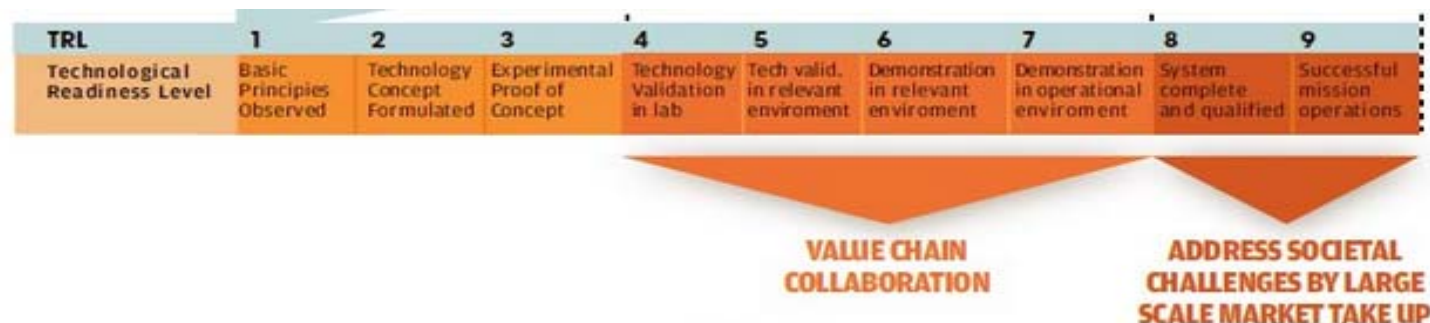 TRL 1 2 3 4 5 6 7 8 9
Technological
Readiness Level
Basic
Principies
Observed
Technology
Concept
Formulated
Experimental
Proof of
Concept
Technology
Validation
in lab
Tech valid.
in relevant
enviroment
Demonstration
in relevant
enviroment
Demonstration
in operational
enviroment
System
complete
and qualified
Successful
mission
operations
VALUE CHAIN
COLLABORATION
ADDRESS SOCIETAL
CHALLENGES BY LARGE
SCALE MARKET TAKE UP